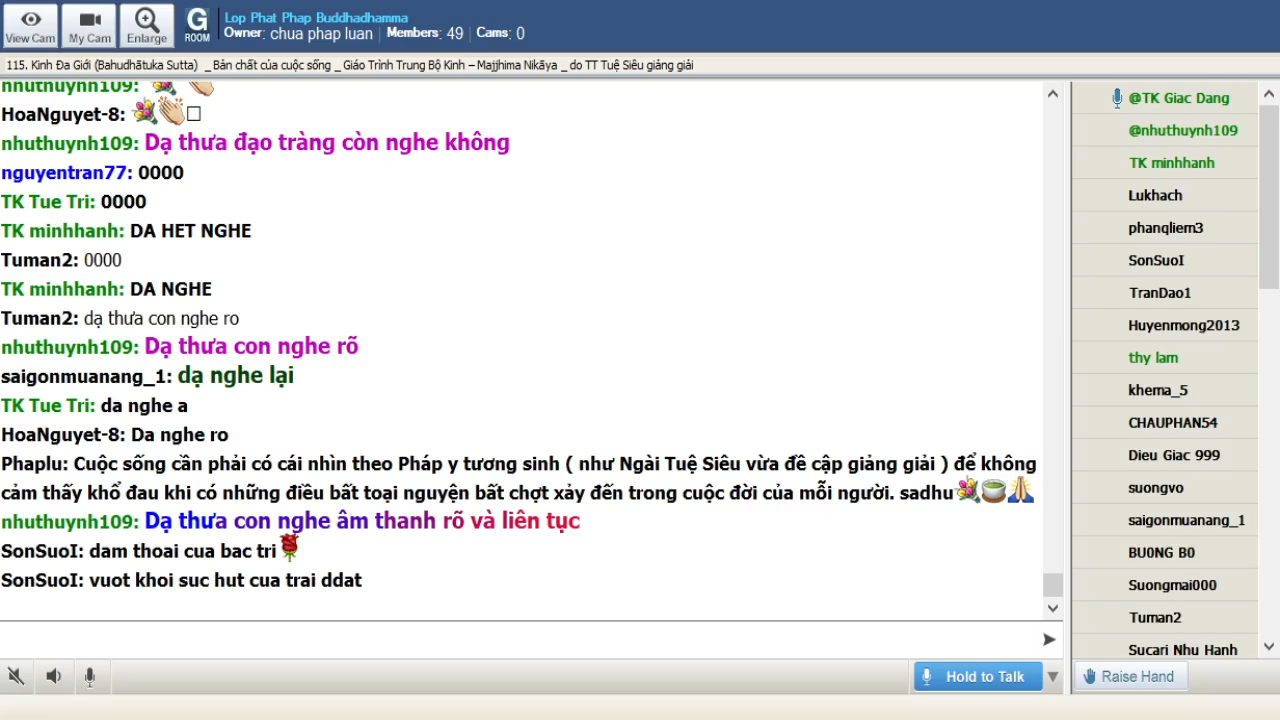 View Cam
My Cam
Enlarge
G
ROOM
Lop Phat Phap Buddhadhamma
Owner: chua phap luan | Members: 49 | Cams: 0
115. Kinh Đa Giới (Bahudhātuka Sutta) _ Bản chất của cuộc sống _ Giáo Trình Trung Bộ Kinh – Majjhima Nikāya _ do TT Tuệ Siêu giảng giải
nhuthuynh109:
HoaNguyet-8:
nhuthuynh109: Dạ thưa đạo tràng còn nghe không
nguyentran77: 0000
TK Tue Tri: 0000
TK minhhanh: DA HET NGHE
Tuman2: 0000
TK minhhanh: DA NGHE
Tuman2: dạ thưa con nghe ro
nhuthuynh109: Dạ thưa con nghe rõ
saigonmuanang_1: dạ nghe lại
TK Tue Tri: da nghe a
HoaNguyet-8: Da nghe ro
Phaplu: Cuộc sống cần phải có cái nhìn theo Pháp y tương sinh ( như Ngài Tuệ Siêu vừa đề cập giảng giải ) để không
cảm thấy khổ đau khi có những điều bất toại nguyện bất chợt xảy đến trong cuộc đời của mỗi người. sadhu
nhuthuynh109: Dạ thưa con nghe âm thanh rõ và liên tục
SonSuoI: dam thoai cua bac tri
SonSuoI: vuot khoi suc hut cua trai ddat
@TK Giac Dang
@nhuthuynh109
TK minhhanh
Lukhach
phanqliem3
SonSuoI
TranDao1
Huyenmong2013
thy lam
khema_5
CHAUPHAN54
Dieu Giac 999
suongvo
saigonmuanang_1
BU0NG B0
Suongmai000
Tuman2
Sucari Nhu Hanh
Hold to Talk
Raise Hand